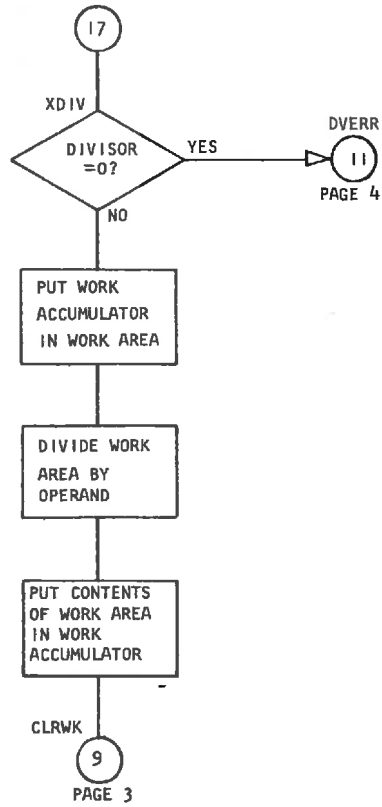 17
XDIV
DIVISOR
=0?
YES
DVERR
11
PAGE 4
NO
PUT WORK
ACCUMULATOR
IN WORK AREA
DIVIDE WORK
AREA BY
OPERAND
PUT CONTENTS
OF WORK AREA
IN WORK
ACCUMULATOR
CLRWK
9
PAGE 3